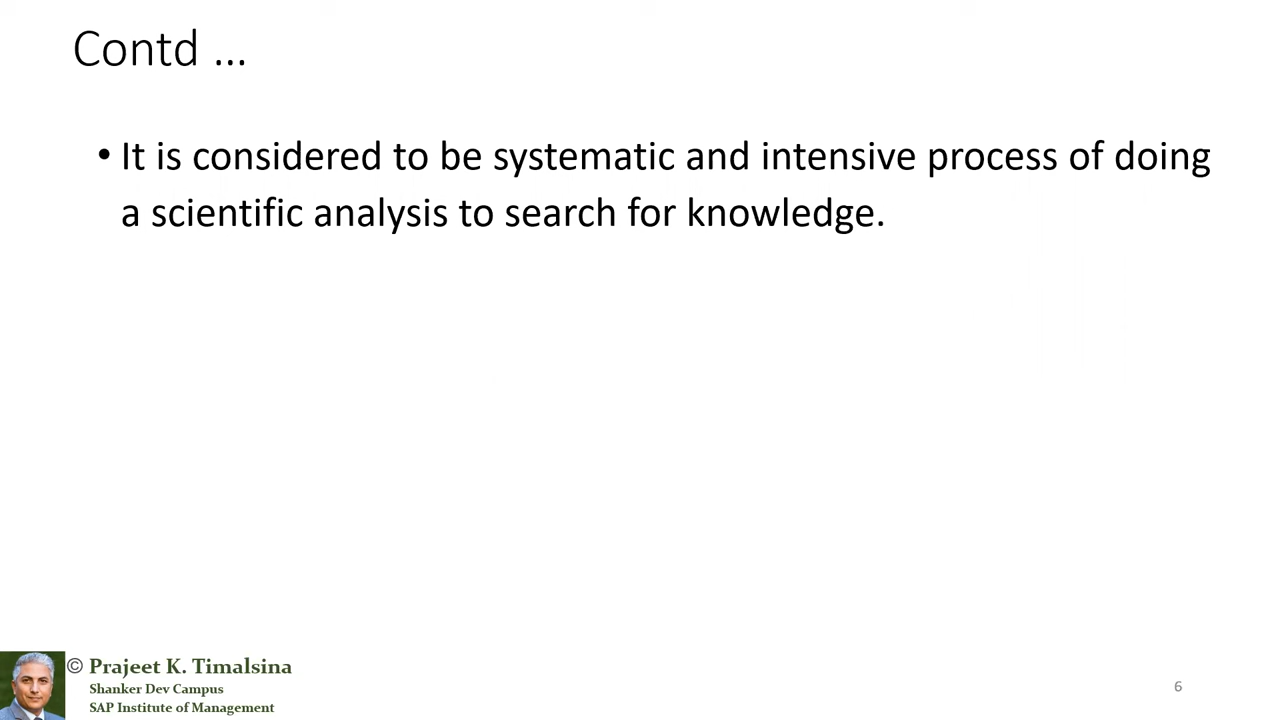 Contd ...
• It is considered to be systematic and intensive process of doing
a scientific analysis to search for knowledge.
© Prajeet K. Timalsina
Shanker Dev Campus
SAP Institute of Management
6